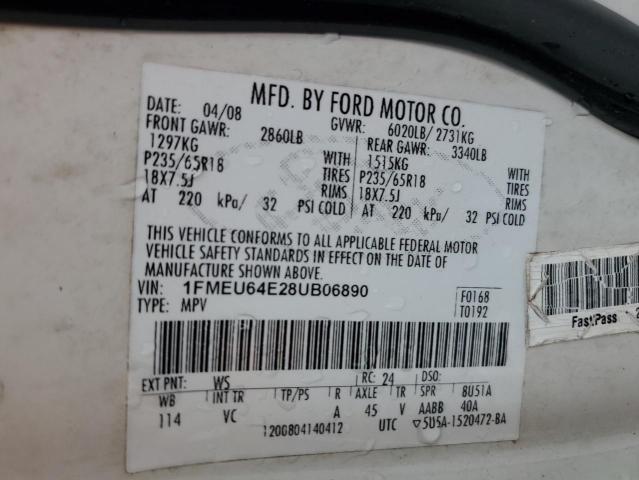 MFD. BY FORD MOTOR CO.
DATE: 04/08 GVWR: 6020LB/ 2731KG
FRONT GAWR: 2860LB REAR GAWR: 3340LB
1297KG WITH 1515KG WITH
P235/65R18 TIRES P235/65R18 TIRES
18X7.5J RIMS 18X7.5J RIMS
AT 220 kPa/ 32 PSI COLD AT 220 kPa/ 32 PSI COLD
THIS VEHICLE CONFORMS TO ALL APPLICABLE FEDERAL MOTOR
VEHICLE SAFETY STANDARDS IN EFFECT ON THE DATE OF
MANUFACTURE SHOWN ABOVE.
VIN: 1FMEU64E28UB06890 F0168
TYPE: MPV T0192
FastPass
EXT PNT: WS RC: 24 DSO:
WB INT TR TP/PS R AXLE TR SPR 8U51A
114 VC A 45 V AABB 40A
120G804140412 UTC ▽5U5A-1520472-BA